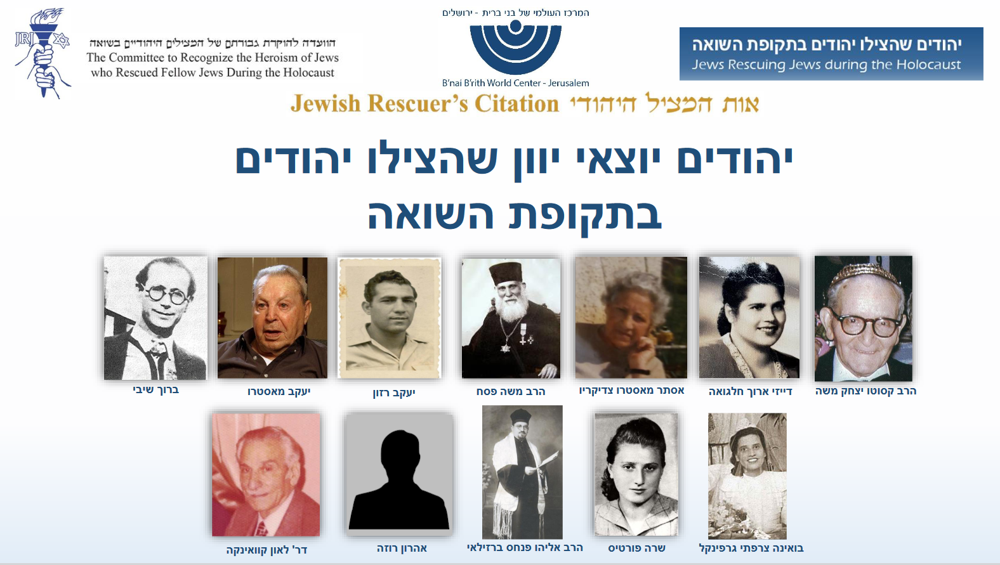 JRJ
הוועדה להוקרת גבורתם של המצילים היהודיים בשואה
The Committee to Recognize the Heroism of Jews
who Rescued Fellow Jews During the Holocaust
המרכז העולמי של בני ברית - ירושלים
B'nai B'rith World Center - Jerusalem
יהודים שהצילו יהודים בתקופת השואה
Jews Rescuing Jews during the Holocaust
Jewish Rescuer's Citation אות המציל היהודי
יהודים יוצאי יוון שהצילו יהודים
בתקופת השואה
הרב קסוטו יצחק משה
דייזי ארוך חלגואה
אסתר מאסטרו צדיקריו
הרב משה פסח
יעקב רזון
יעקב מאסטרו
ברוך שיבי
בואינה צרפתי גרפינקל
שרה פורטיס
הרב אליהו פנחס ברזילאי
אהרון רוזה
דר' לאון קוואינקה